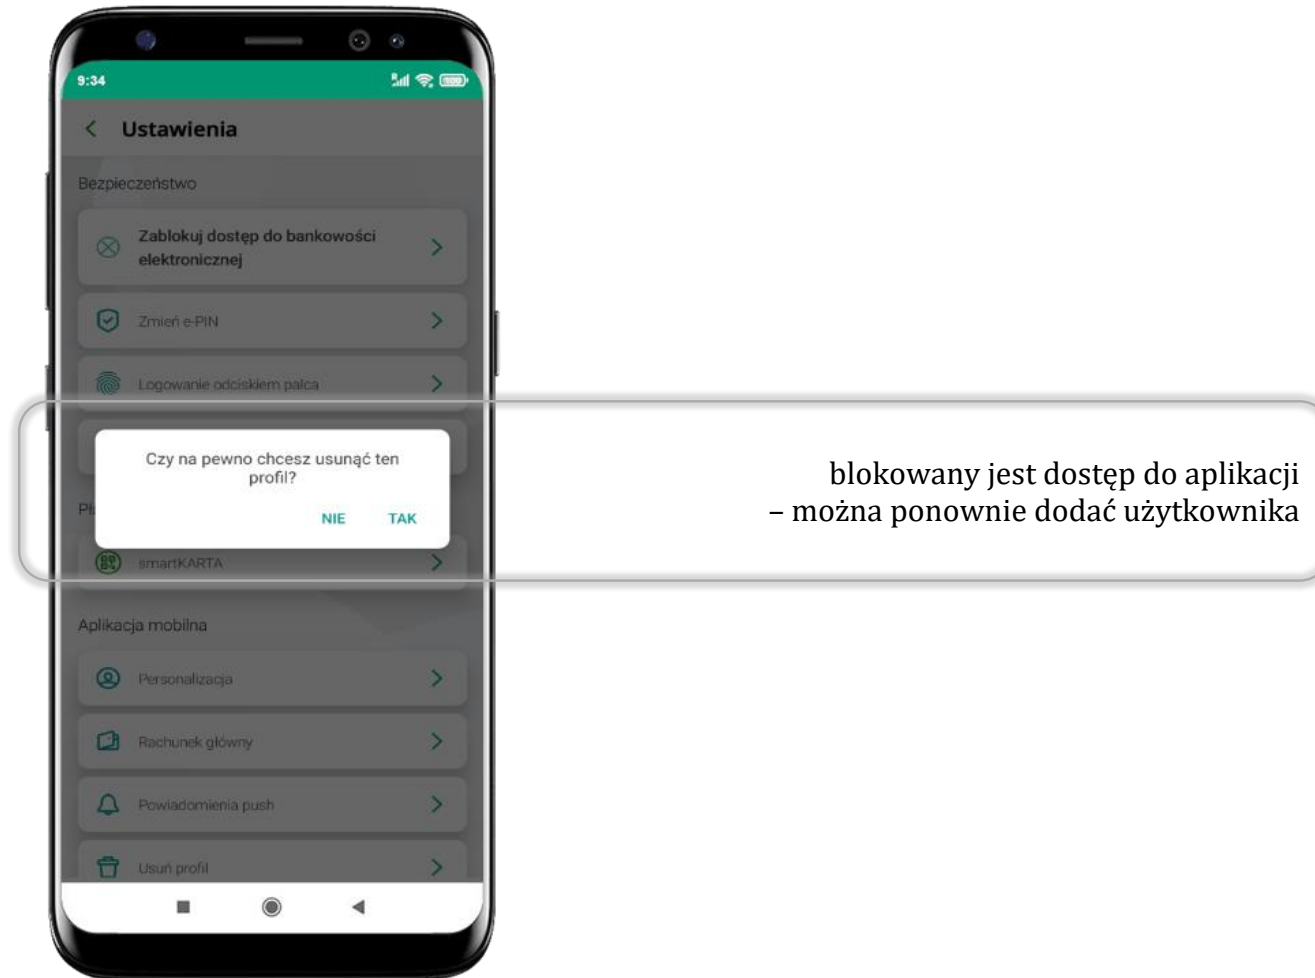 9:34
Ustawienia
Bezpieczeństwo
Zablokuj dostęp do bankowości
elektronicznej
Zmień e-PIN
Logowanie odciskiem palca
Czy na pewno chcesz usunąć ten
profil?
NIE TAK
smartKARTA
Aplikacja mobilna
Personalizacja
Rachunek główny
Powiadomienia push
Usuń profil
blokowany jest dostęp do aplikacji
– można ponownie dodać użytkownika